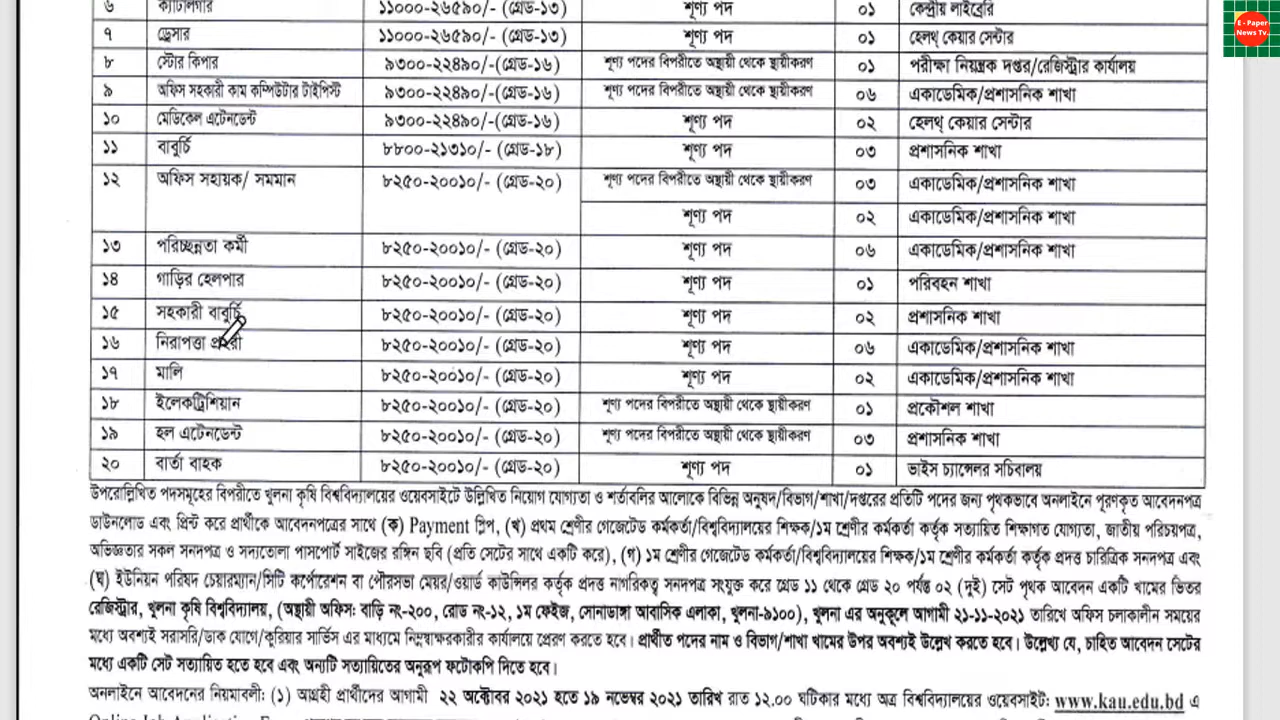 ৬ ক্যাটালগার ১১০০০-২৬৫৯০/-(গ্রেড-১৩) শূণ্য পদ ০১ কেন্দ্রীয় লাইব্রেরি
E - Paper
News Tv.
৭ ড্রেসার ১১০০০-২৬৫৯০/-(গ্রেড-১৩) শূণ্য পদ ০১ হেলথ্ কেয়ার সেন্টার
৮ স্টোর কিপার ৯৩০০-২২৪৯০/-(গ্রেড-১৬) শূণ্য পদের বিপরীতে অস্থায়ী থেকে স্থায়ীকরণ ০১ পরীক্ষা নিয়ন্ত্রক দপ্তর/রেজিস্ট্রার কার্যালয়
৯ অফিস সহকারী কাম কম্পিউটার টাইপিস্ট ৯৩০০-২২৪৯০/-(গ্রেড-১৬) শূণ্য পদের বিপরীতে অস্থায়ী থেকে স্থায়ীকরণ ০৬ একাডেমিক/প্রশাসনিক শাখা
১০ মেডিকেল এটেনডেন্ট ৯৩০০-২২৪৯০/-(গ্রেড-১৬) শূণ্য পদ ০২ হেলথ্ কেয়ার সেন্টার
১১ বাবুর্চি ৮৮০০-২১৩১০/- (গ্রেড-১৮) শূণ্য পদ ০৩ প্রশাসনিক শাখা
১২ অফিস সহায়ক/ সমমান ৮২৫০-২০০১০/- (গ্রেড-২০) শূণ্য পদের বিপরীতে অস্থায়ী থেকে স্থায়ীকরণ ০৩ একাডেমিক/প্রশাসনিক শাখা
শূণ্য পদ ০২ একাডেমিক/প্রশাসনিক শাখা
১৩ পরিচ্ছন্নতা কর্মী ৮২৫০-২০০১০/- (গ্রেড-২০) শূণ্য পদ ০৬ একাডেমিক/প্রশাসনিক শাখা
১৪ গাড়ির হেলপার ৮২৫০-২০০১০/- (গ্রেড-২০) শূণ্য পদ ০১ পরিবহন শাখা
১৫ সহকারী বাবুর্চি ৮২৫০-২০০১০/- (গ্রেড-২০) শূণ্য পদ ০২ প্রশাসনিক শাখা
১৬ নিরাপত্তা প্রহরী ৮২৫০-২০০১০/- (গ্রেড-২০) শূণ্য পদ ০৬ একাডেমিক/প্রশাসনিক শাখা
১৭ মালি ৮২৫০-২০০১০/- (গ্রেড-২০) শূণ্য পদ ০২ একাডেমিক/প্রশাসনিক শাখা
১৮ ইলেকট্রিশিয়ান ৮২৫০-২০০১০/- (গ্রেড-২০) শূণ্য পদের বিপরীতে অস্থায়ী থেকে স্থায়ীকরণ ০১ প্রকৌশল শাখা
১৯ হল এটেনডেন্ট ৮২৫০-২০০১০/- (গ্রেড-২০) শূণ্য পদের বিপরীতে অস্থায়ী থেকে স্থায়ীকরণ ০৩ প্রশাসনিক শাখা
২০ বার্তা বাহক ৮২৫০-২০০১০/- (গ্রেড-২০) শূণ্য পদ ০১ ভাইস চ্যান্সেলর সচিবালয়
উপরোল্লিখিত পদসমূহের বিপরীতে খুলনা কৃষি বিশ্ববিদ্যালয়ের ওয়েবসাইটে উল্লিখিত নিয়োগ যোগ্যতা ও শর্তাবলির আলোকে বিভিন্ন অনুষদ/বিভাগ/শাখা/দপ্তরের প্রতিটি পদের জন্য পৃথকভাবে অনলাইনে পূরণকৃত আবেদনপত্র
ডাউনলোড এবং প্রিন্ট করে প্রার্থীকে আবেদনপত্রের সাথে (ক) Payment স্লিপ, (খ) প্রথম শ্রেণীর গেজেটেড কর্মকর্তা/বিশ্ববিদ্যালয়ের শিক্ষক/১ম শ্রেণীর কর্মকর্তা কর্তৃক সত্যায়িত শিক্ষাগত যোগ্যতা, জাতীয় পরিচয়পত্র,
অভিজ্ঞতার সকল সনদপত্র ও সদ্যতোলা পাসপোর্ট সাইজের রঙ্গিন ছবি (প্রতি সেটের সাথে একটি করে), (গ) ১ম শ্রেণীর গেজেটেড কর্মকর্তা/বিশ্ববিদ্যালয়ের শিক্ষক/১ম শ্রেণীর কর্মকর্তা কর্তৃক প্রদত্ত চারিত্রিক সনদপত্র এবং
(ঘ) ইউনিয়ন পরিষদ চেয়ারম্যান/সিটি কর্পোরেশন বা পৌরসভা মেয়র/ওয়ার্ড কাউন্সিলর কর্তৃক প্রদত্ত নাগরিকত্ব সনদপত্র সংযুক্ত করে গ্রেড ১১ থেকে গ্রেড ২০ পর্যন্ত ০২ (দুই) সেট পৃথক আবেদন একটি খামের ভিতর
রেজিস্ট্রার, খুলনা কৃষি বিশ্ববিদ্যালয়, (অস্থায়ী অফিস: বাড়ি নং-২০০, রোড নং-১২, ১ম ফেইজ, সোনাডাঙ্গা আবাসিক এলাকা, খুলনা-৯১০০), খুলনা এর অনুকূলে আগামী ২১-১১-২০২১ তারিখে অফিস চলাকালীন সময়ের
মধ্যে অবশ্যই সরাসরি/ডাক যোগে/কুরিয়ার সার্ভিস এর মাধ্যমে নিম্নস্বাক্ষরকারীর কার্যালয়ে প্রেরণ করতে হবে। প্রার্থীত পদের নাম ও বিভাগ/শাখা খামের উপর অবশ্যই উল্লেখ করতে হবে। উল্লেখ্য যে, চাহিত আবেদন সেটের
মধ্যে একটি সেট সত্যায়িত হতে হবে এবং অন্যটি সত্যায়িতের অনুরূপ ফটোকপি দিতে হবে।
অনলাইনে আবেদনের নিয়মাবলী: (১) আগ্রহী প্রার্থীদের আগামী ২২ অক্টোবর ২০২১ হতে ১৯ নভেম্বর ২০২১ তারিখ রাত ১২.০০ ঘটিকার মধ্যে অত্র বিশ্ববিদ্যালয়ের ওয়েবসাইট: www.kau.edu.bd এ